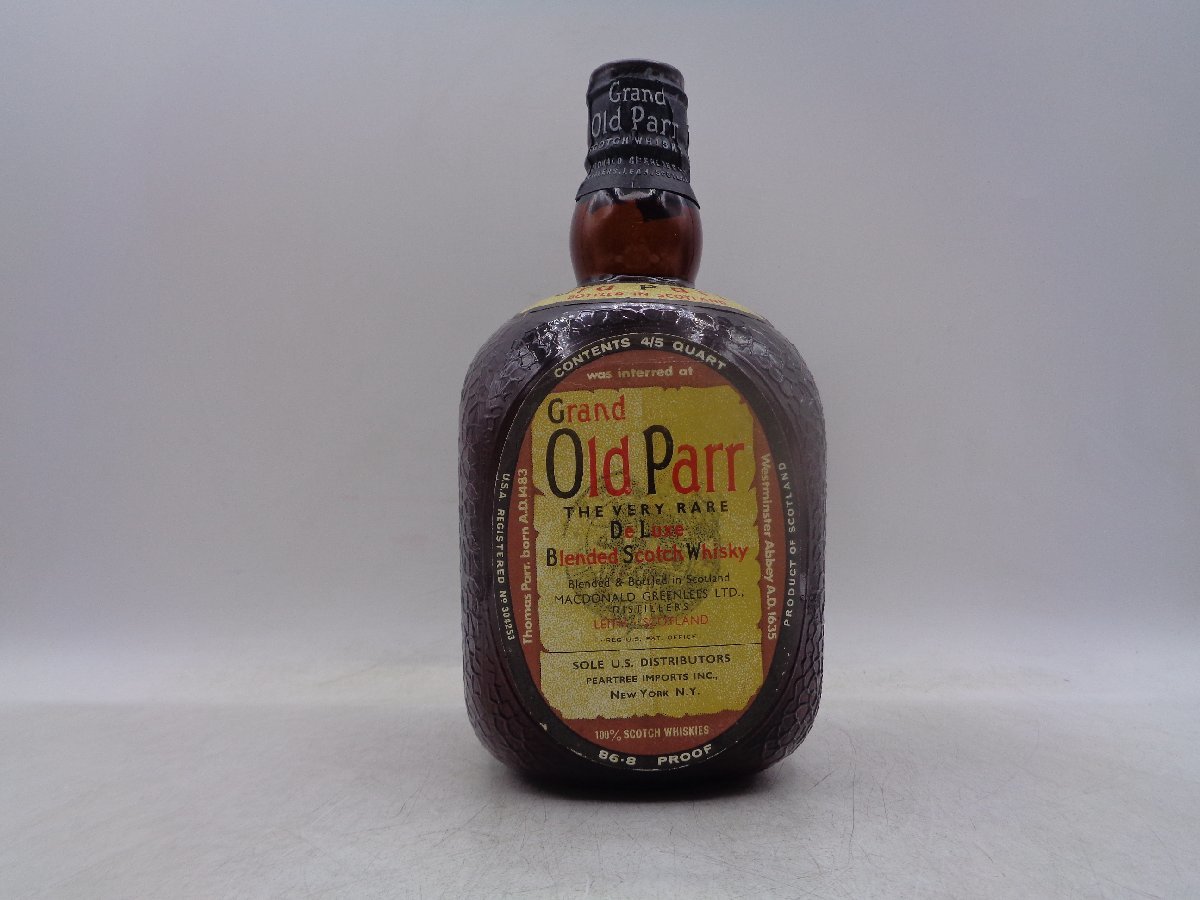 Grand
Old Parr
SCOTCH WHISKY
BOTTLED IN SCOTLAND
CONTENTS 4/5 QUART
was interred at
Grand
Old Parr
THE VERY RARE
De Luxe
Blended Scotch Whisky
Blended & Bottled in Scotland
MACDONALD GREENLEES LTD.,
DISTILLERS
LEITH, SCOTLAND
REG U.S. PAT. OFFICE
SOLE U.S. DISTRIBUTORS
PEARTREE IMPORTS INC.,
NEW YORK N.Y.
100% SCOTCH WHISKIES
86·8 PROOF
U.S.A. REGISTERED No 304253
Thomas Parr. born A.D. 1483
Westminster Abbey A.D. 1635
PRODUCT OF SCOTLAND